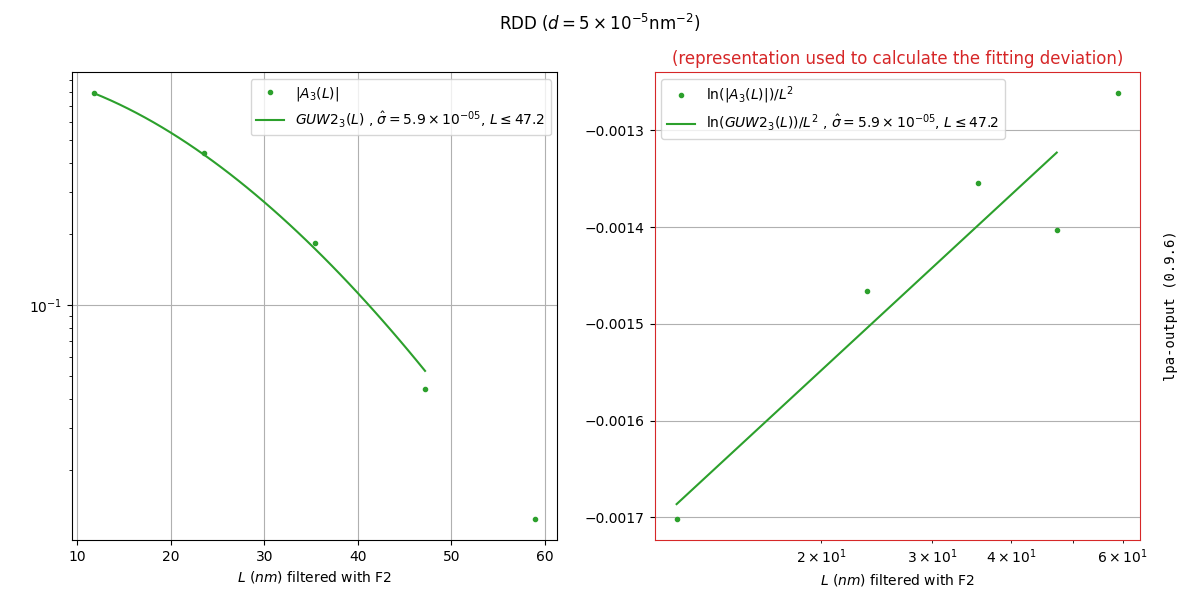 RDD ($d = 5 × 10^{-5}$nm$^{-2}$)
|A₃(L)|
GUW2₃(L) , σ̂ = 5.9 × 10⁻⁰⁵, L ≤ 47.2
10⁻¹
10 20 30 40 50 60
L (nm) filtered with F2
(representation used to calculate the fitting deviation)
ln(|A₃(L)|)/L²
ln(GUW2₃(L))/L² , σ̂ = 5.9 × 10⁻⁰⁵, L ≤ 47.2
−0.0013
−0.0014
−0.0015
−0.0016
−0.0017
2 × 10¹ 3 × 10¹ 4 × 10¹ 6 × 10¹
L (nm) filtered with F2
lpa-output (0.9.6)